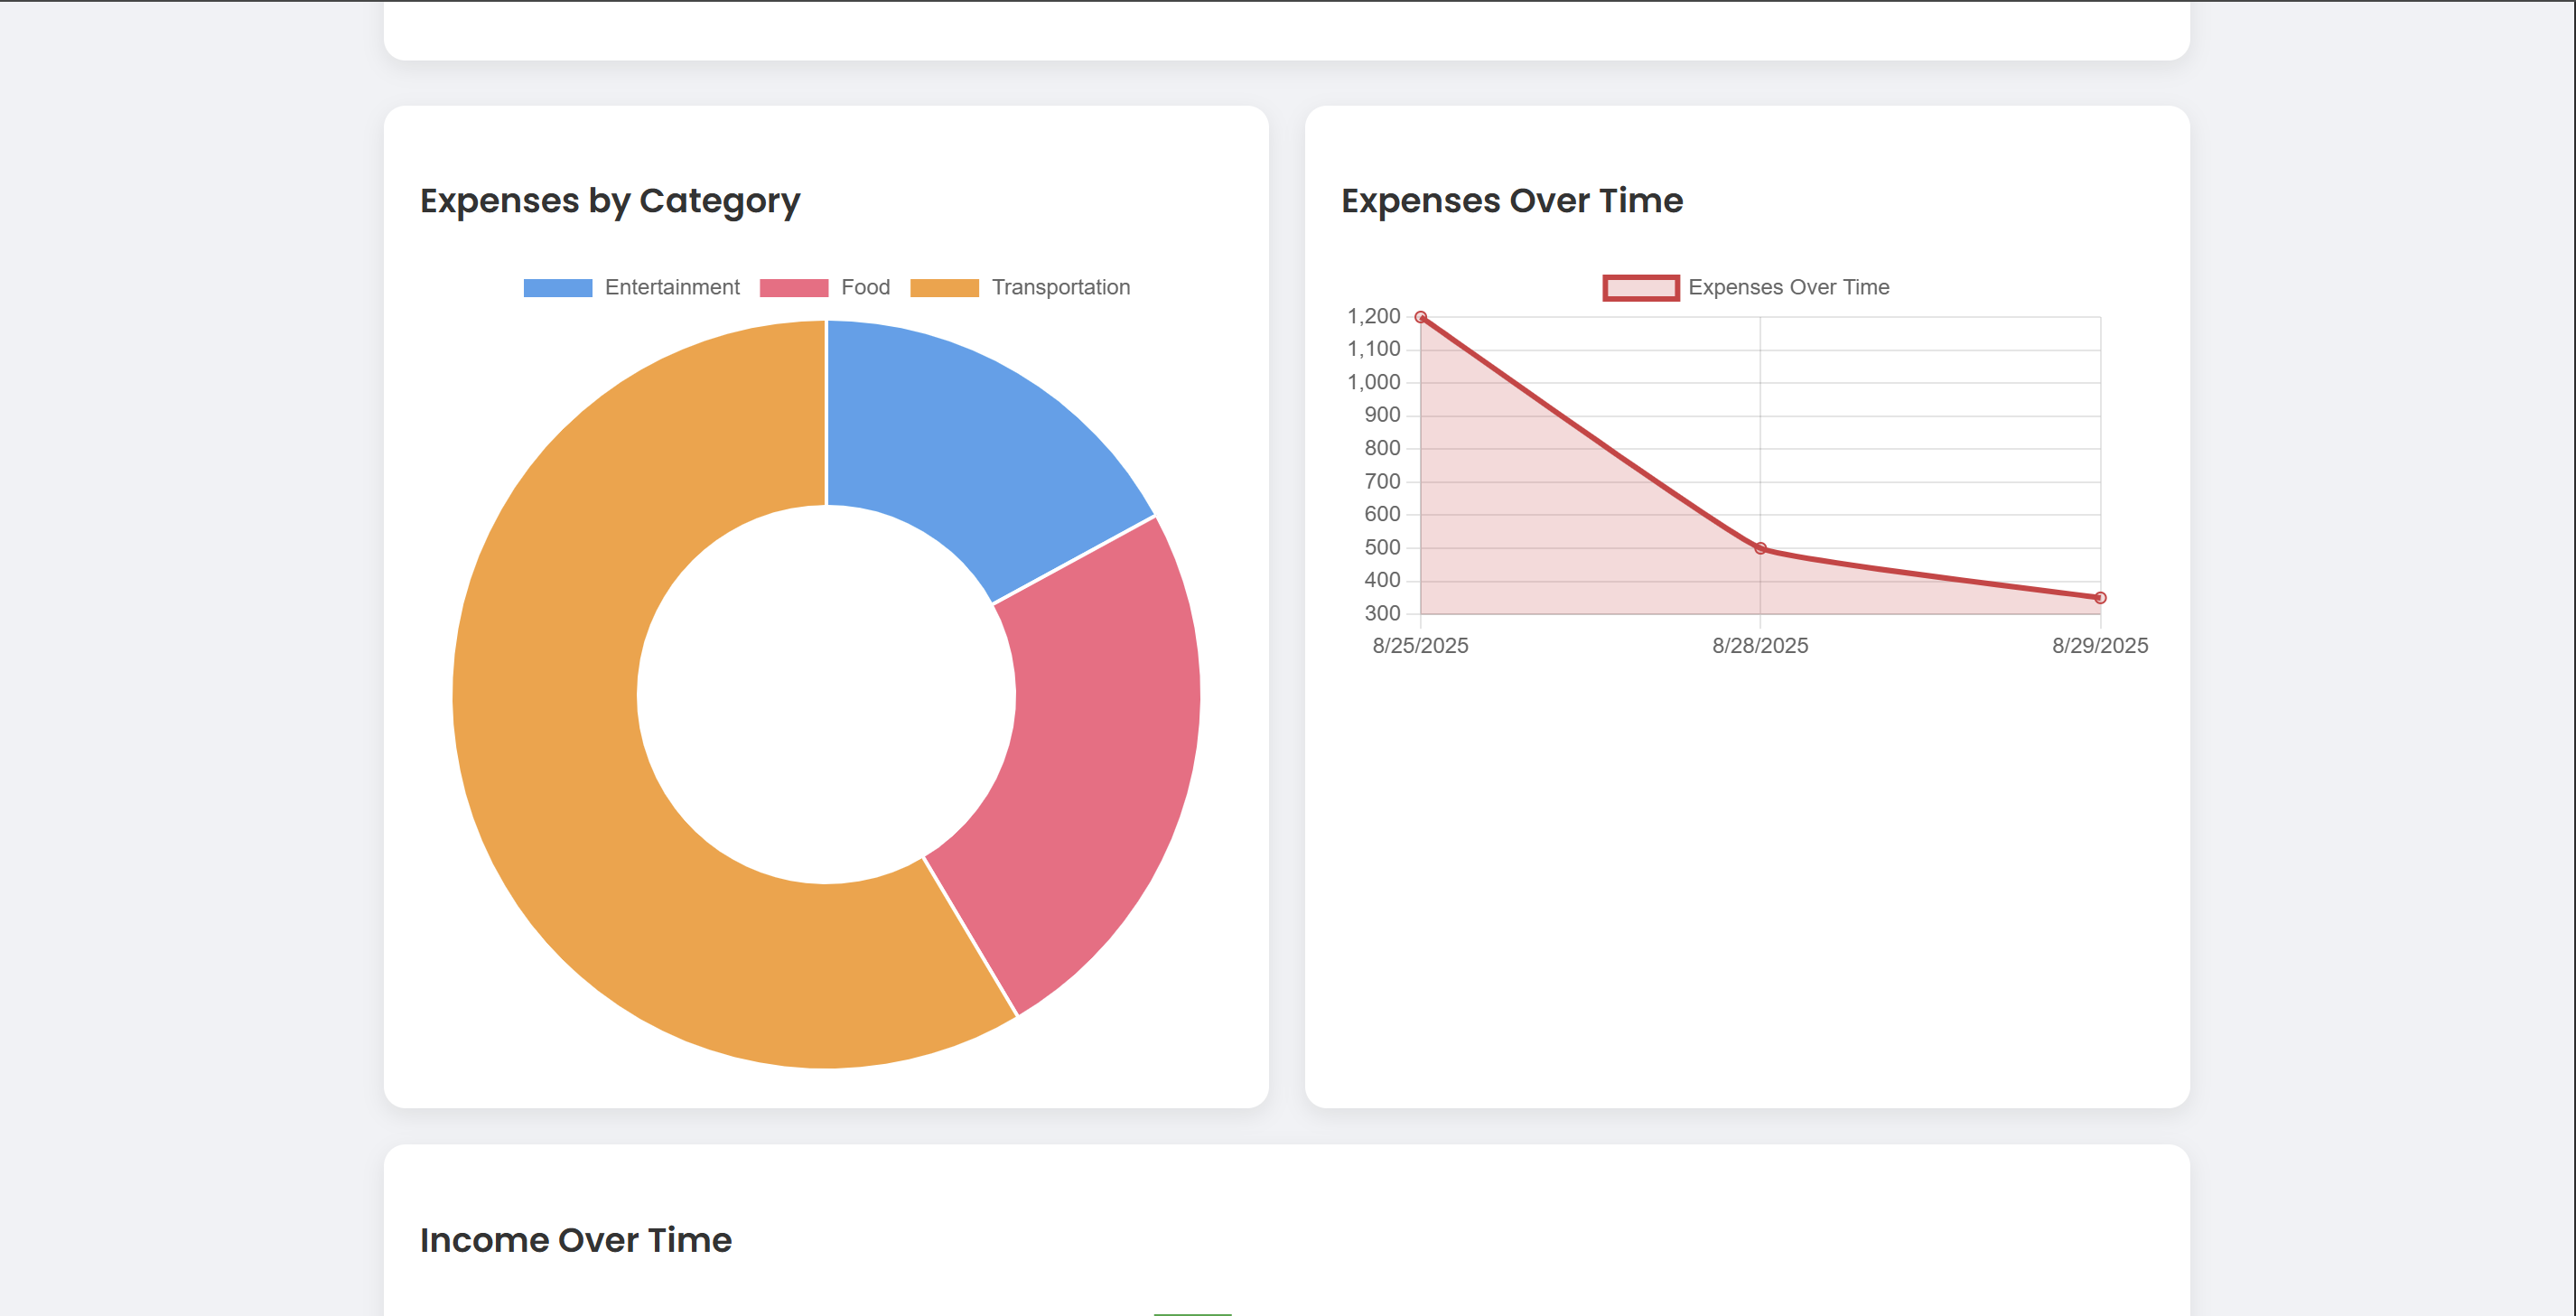 Expenses by Category
Entertainment Food Transportation
Expenses Over Time
Expenses Over Time
1,200
1,100
1,000
900
800
700
600
500
400
300
8/25/2025 8/28/2025 8/29/2025
Income Over Time